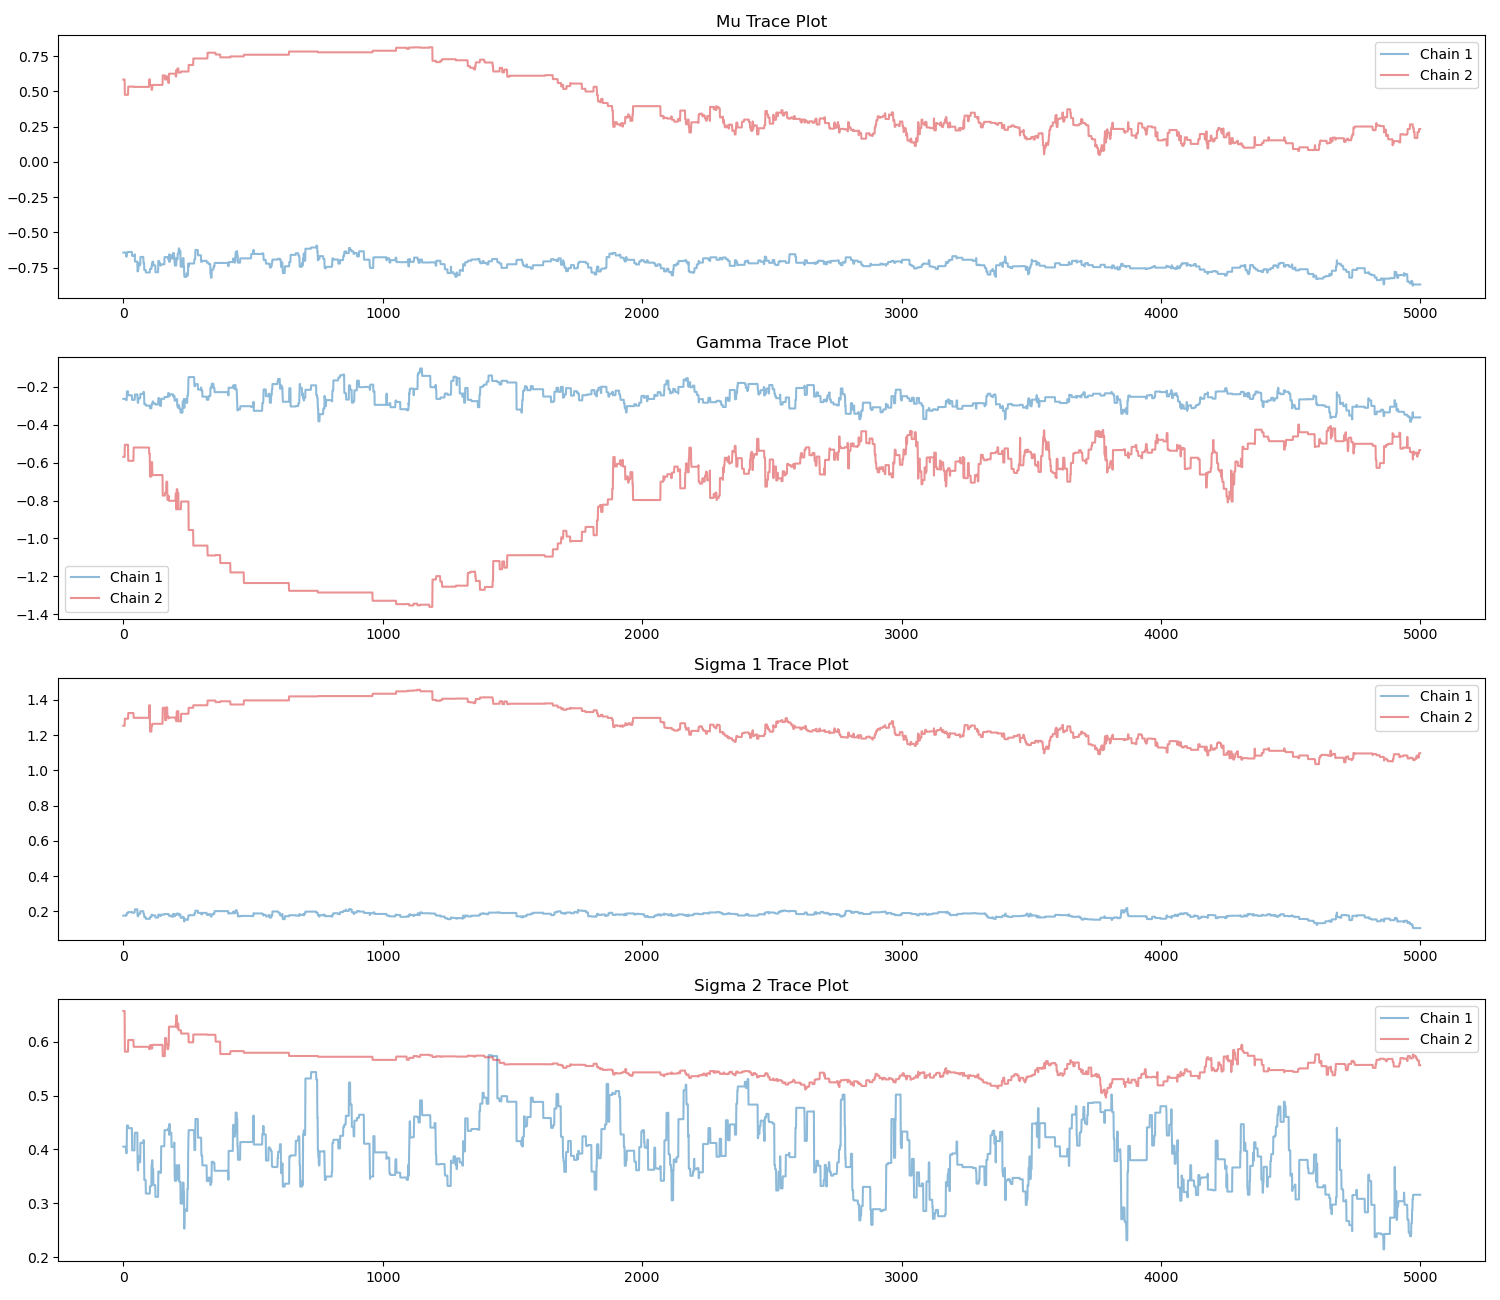 Mu Trace Plot
0.75
0.50
0.25
0.00
−0.25
−0.50
−0.75
Chain 1
Chain 2
0 1000 2000 3000 4000 5000
Gamma Trace Plot
−0.2
−0.4
−0.6
−0.8
−1.0
−1.2
−1.4
Chain 1
Chain 2
0 1000 2000 3000 4000 5000
Sigma 1 Trace Plot
1.4
1.2
1.0
0.8
0.6
0.4
0.2
Chain 1
Chain 2
0 1000 2000 3000 4000 5000
Sigma 2 Trace Plot
0.6
0.5
0.4
0.3
0.2
Chain 1
Chain 2
0 1000 2000 3000 4000 5000